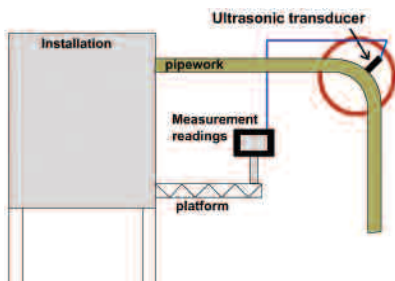 Ultrasonic transducer
Installation
pipework
Measurement
readings
platform